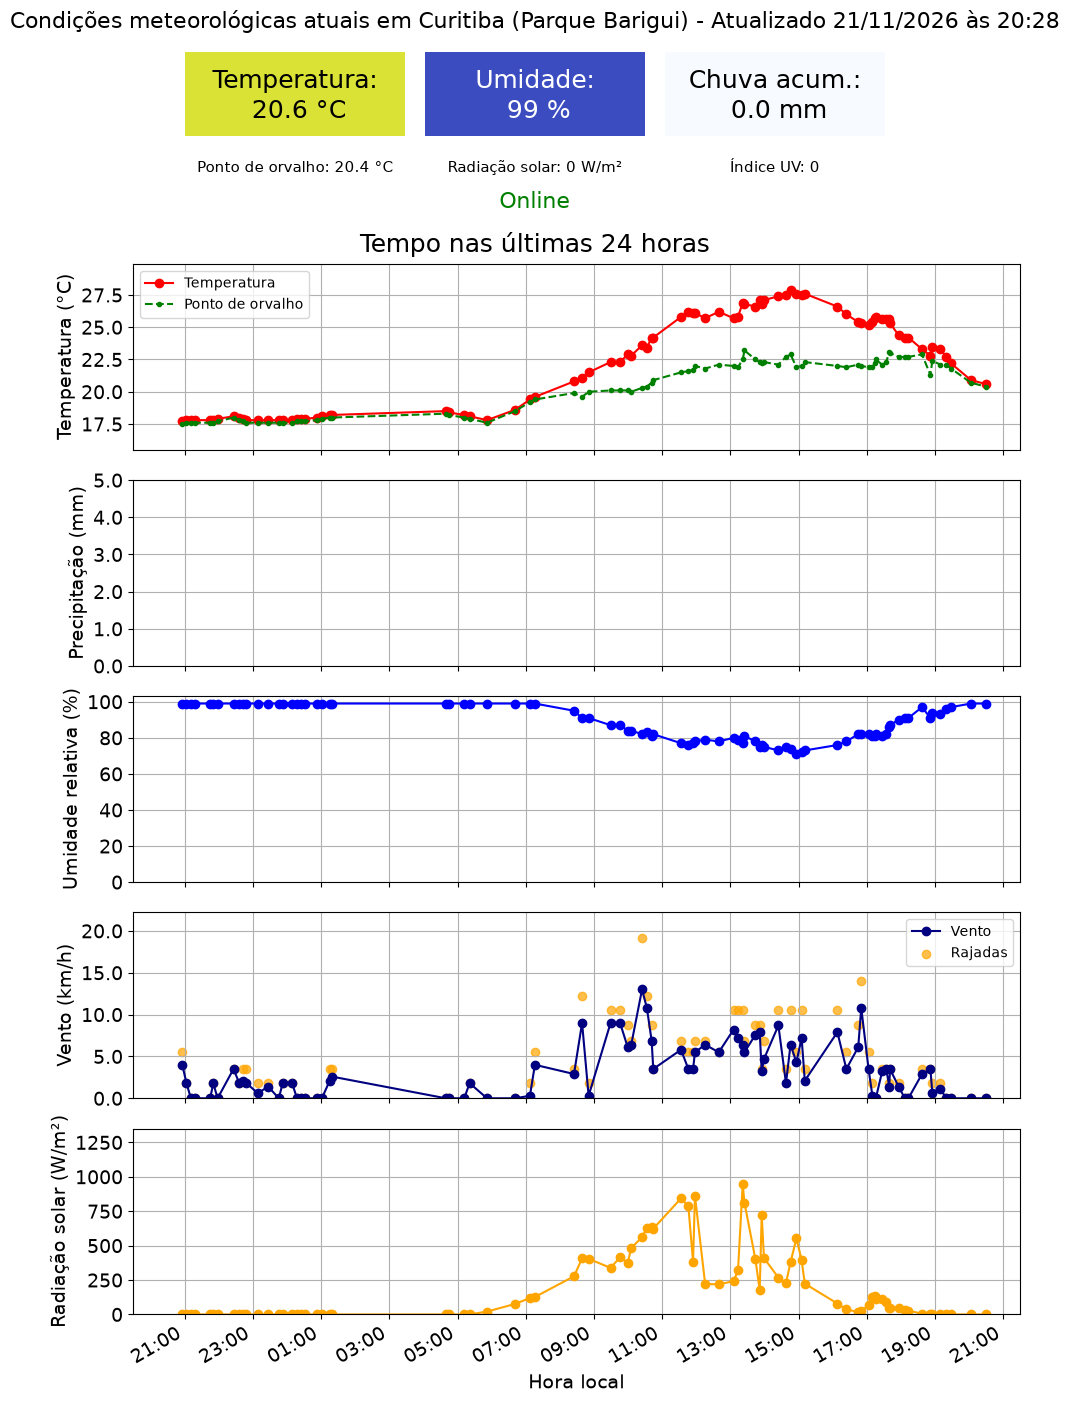 Condições meteorológicas atuais em Curitiba (Parque Barigui) - Atualizado 21/11/2026 às 20:28
Temperatura:
20.6 °C
Umidade:
99 %
Chuva acum.:
0.0 mm
Ponto de orvalho: 20.4 °C
Radiação solar: 0 W/m²
Índice UV: 0
Online
Tempo nas últimas 24 horas
Temperatura (°C)
27.5
25.0
22.5
20.0
17.5
Temperatura
Ponto de orvalho
Precipitação (mm)
5.0
4.0
3.0
2.0
1.0
0.0
Umidade relativa (%)
100
80
60
40
20
0
Vento (km/h)
20.0
15.0
10.0
5.0
0.0
Vento
Rajadas
Radiação solar (W/m²)
1250
1000
750
500
250
0
21:00
23:00
01:00
03:00
05:00
07:00
09:00
11:00
13:00
15:00
17:00
19:00
21:00
Hora local